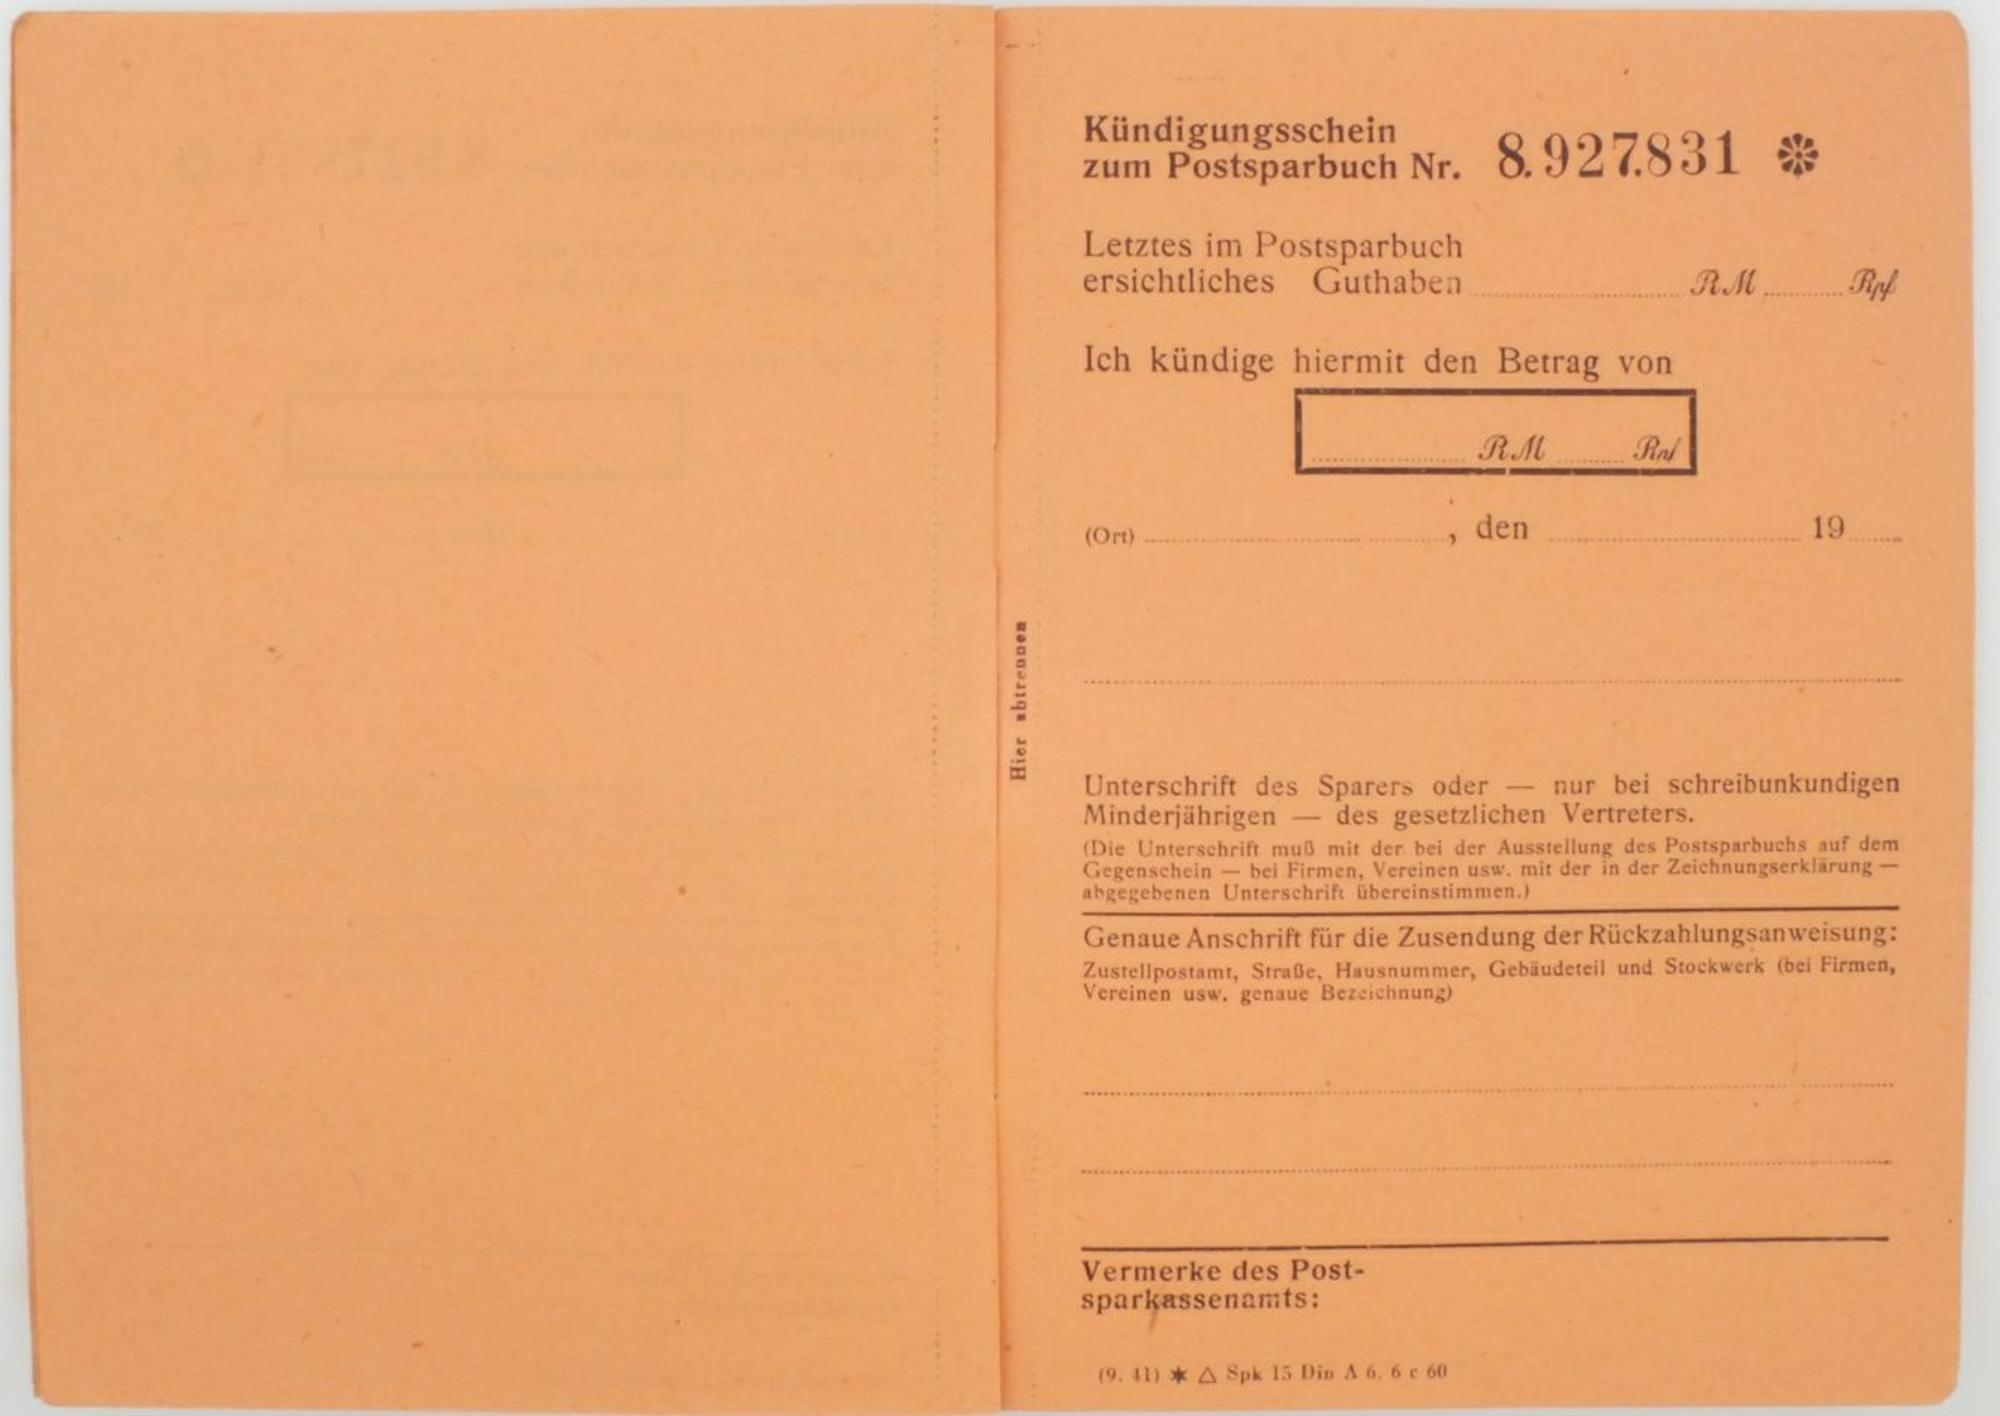 Kündigungsschein
zum Postsparbuch Nr. 8.927.831
Letztes im Postsparbuch
ersichtliches Guthaben RM Rpf
Ich kündige hiermit den Betrag von
RM Rpf
(Ort) , den 19
Hier abtrennen
Unterschrift des Sparers oder — nur bei schreibunkundigen
Minderjährigen — des gesetzlichen Vertreters.
(Die Unterschrift muß mit der bei der Ausstellung des Postsparbuchs auf dem
Gegenschein — bei Firmen, Vereinen usw. mit der in der Zeichnungserklärung —
abgegebenen Unterschrift übereinstimmen.)
Genaue Anschrift für die Zusendung der Rückzahlungsanweisung:
Zustellpostamt, Straße, Hausnummer, Gebäudeteil und Stockwerk (bei Firmen,
Vereinen usw. genaue Bezeichnung)
Vermerke des Post-
sparkassenamts:
(9. 41) ★ △ Spk 15 Din A 6. 6 c 60